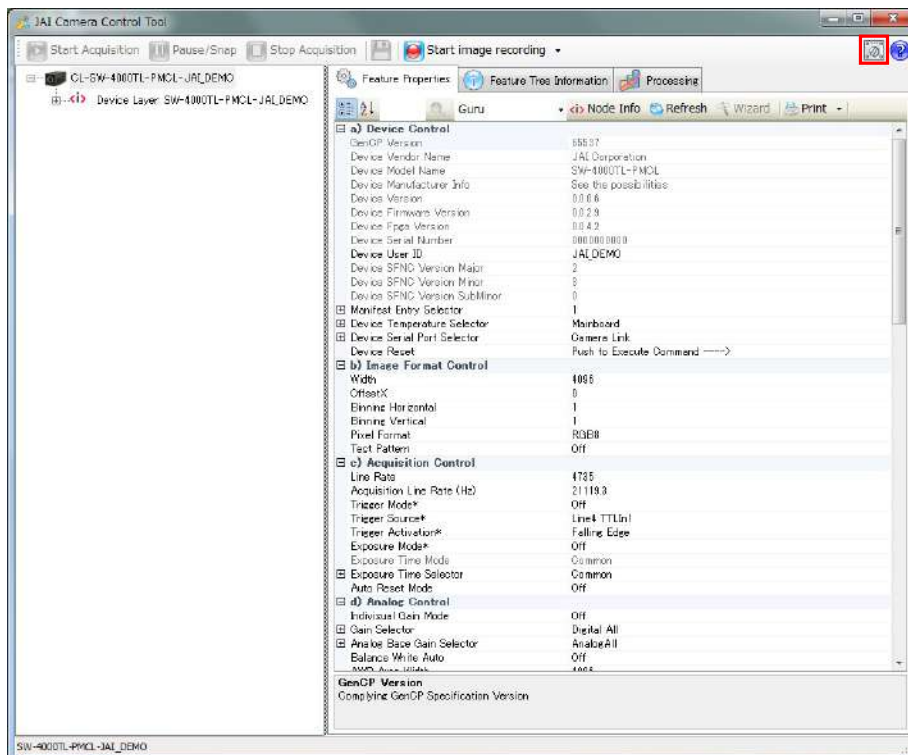 JAI Camera Control Tool
Start Acquisition Pause/Snap Stop Acquisition Start image recording
CL-SW-4000TL-PMCL-JAI_DEMO
Device Layer SW-4000TL-PMCL-JAI_DEMO
Feature Properties Feature Tree Information Processing
Guru Node Info Refresh Wizard Print
a) Device Control
GenCP Version 65537
Device Vendor Name JAI Corporation
Device Model Name SW-4000TL-PMCL
Device Manufacturer Info See the possibilities
Device Version 0.0.0.6
Device Firmware Version 0.0.2.9
Device Fpga Version 0.0.4.2
Device Serial Number 0000000000
Device User ID JAI_DEMO
Device SFNC Version Major 2
Device SFNC Version Minor 3
Device SFNC Version SubMinor 0
Manifest Entry Selector 1
Device Temperature Selector Mainboard
Device Serial Port Selector Camera Link
Device Reset Push to Execute Command ---->
b) Image Format Control
Width 4096
OffsetX 0
Binning Horizontal 1
Binning Vertical 1
Pixel Format RGB8
Test Pattern Off
c) Acquisition Control
Line Rate 4735
Acquisition Line Rate (Hz) 21119.3
Trigger Mode* Off
Trigger Source* Line4 TTLIn1
Trigger Activation* Falling Edge
Exposure Mode* Off
Exposure Time Mode Common
Exposure Time Selector Common
Auto Reset Mode Off
d) Analog Control
Indivisual Gain Mode Off
Gain Selector Digital All
Analog Base Gain Selector AnalogAll
Balance White Auto Off
AWB Area Width 4096
GenCP Version
Complying GenCP Specification Version
SW-4000TL-PMCL-JAI_DEMO